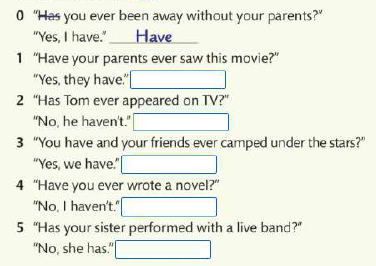 0 "Has you ever been away without your parents?"
"Yes, I have." Have
1 "Have your parents ever saw this movie?"
"Yes, they have."
2 "Has Tom ever appeared on TV?"
"No, he haven't."
3 "You have and your friends ever camped under the stars?"
"Yes, we have."
4 "Have you ever wrote a novel?"
"No, I haven't."
5 "Has your sister performed with a live band?"
"No, she has."